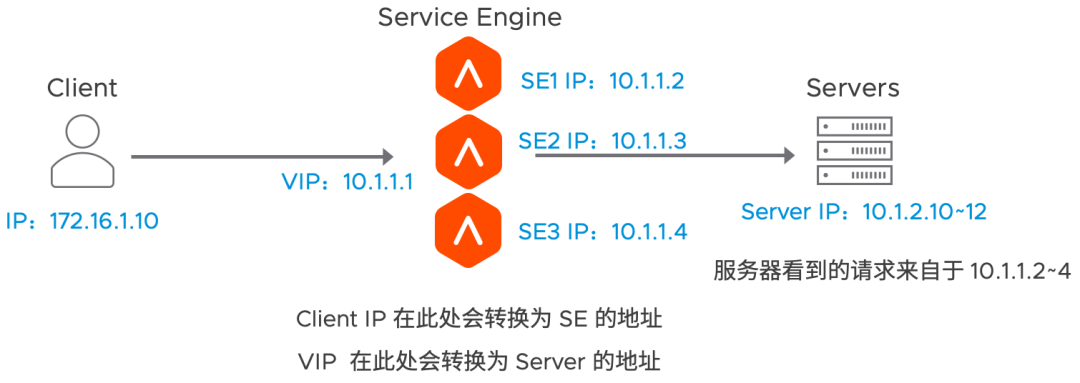 Service Engine
Client
SE1 IP：10.1.1.2
Servers
SE2 IP：10.1.1.3
VIP：10.1.1.1
IP：172.16.1.10
SE3 IP：10.1.1.4
Server IP：10.1.2.10~12
服务器看到的请求来自于 10.1.1.2~4
Client IP 在此处会转换为 SE 的地址
VIP 在此处会转换为 Server 的地址